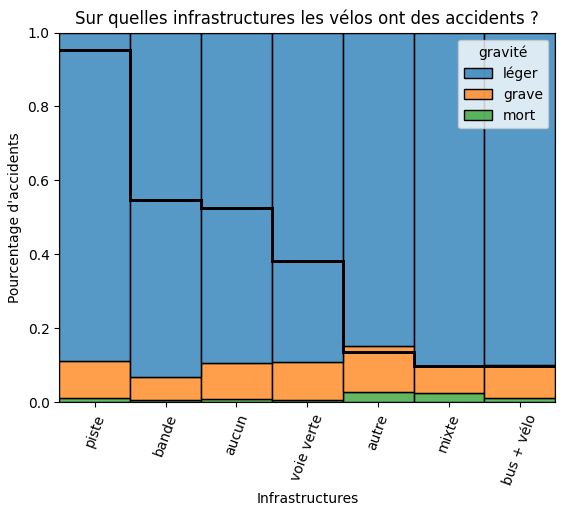 Sur quelles infrastructures les vélos ont des accidents ?
gravité
léger
grave
mort
Pourcentage d'accidents
1.0
0.8
0.6
0.4
0.2
0.0
piste
bande
aucun
voie verte
autre
mixte
bus + vélo
Infrastructures